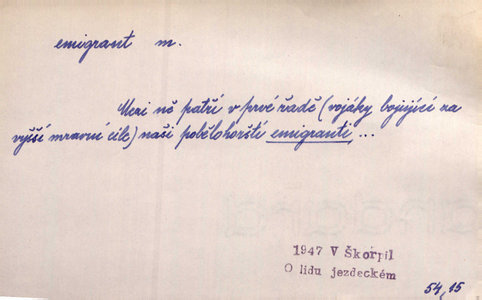 emigrant m.
Mezi ně patří v prvé řadě (vojáky bojující za
vyšší mravní cíle) naši pobělohorští emigranti ...
1947 V Škorpil
O lidu jezdeckém
54,15